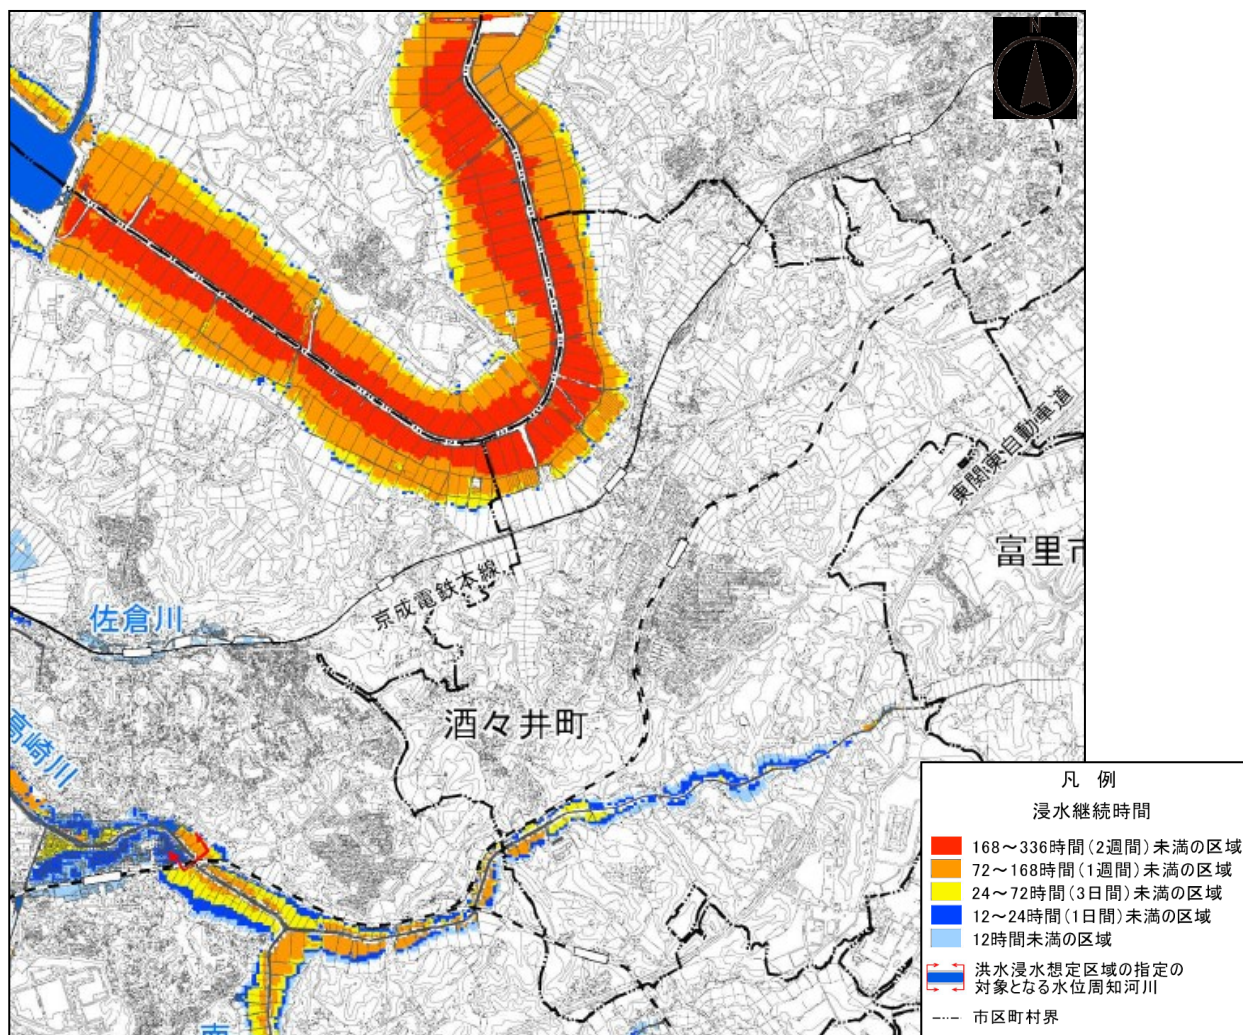 東関東自動車道
富里市
京成電鉄本線
佐倉川
酒々井町
高崎川
凡 例
浸水継続時間
168～336時間(2週間)未満の区域
72～168時間(1週間)未満の区域
24～72時間(3日間)未満の区域
12～24時間(1日間)未満の区域
12時間未満の区域
洪水浸水想定区域の指定の
対象となる水位周知河川
市区町村界